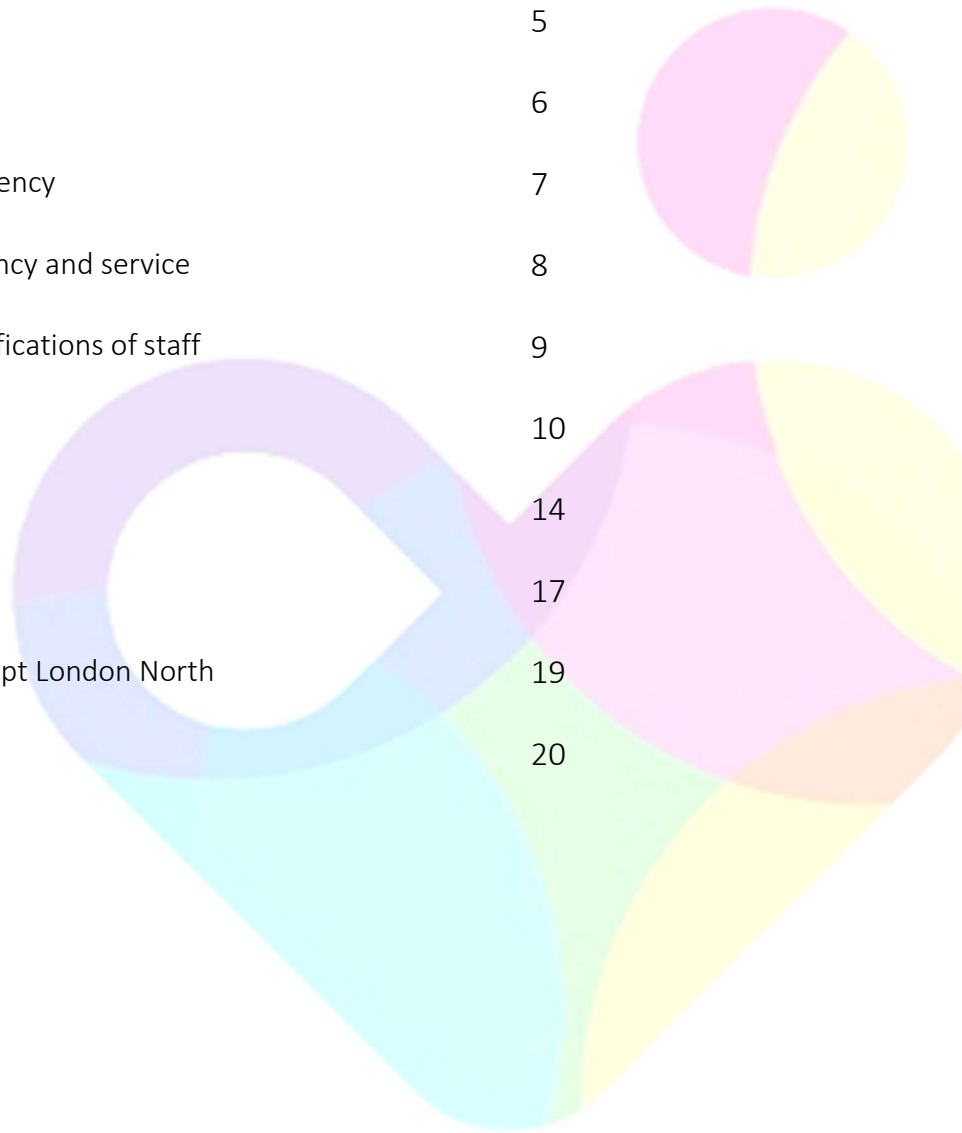 5
6
ency 7
ncy and service 8
fications of staff 9
10
14
17
pt London North 19
20